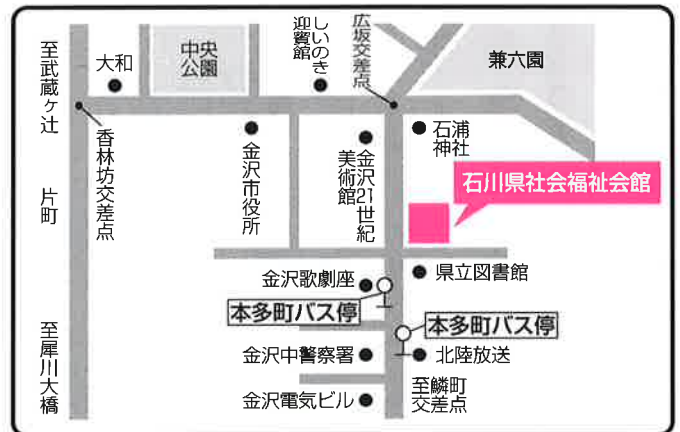 至武蔵ヶ辻
大和
中央
公園
しいのき
迎賓館
広坂交差点
兼六園
香林坊交差点
金沢市役所
金沢21世紀
美術館
石浦
神社
石川県社会福祉会館
片町
金沢歌劇座
県立図書館
本多町バス停
本多町バス停
金沢中警察署
北陸放送
至犀川大橋
金沢電気ビル
至鱗町
交差点